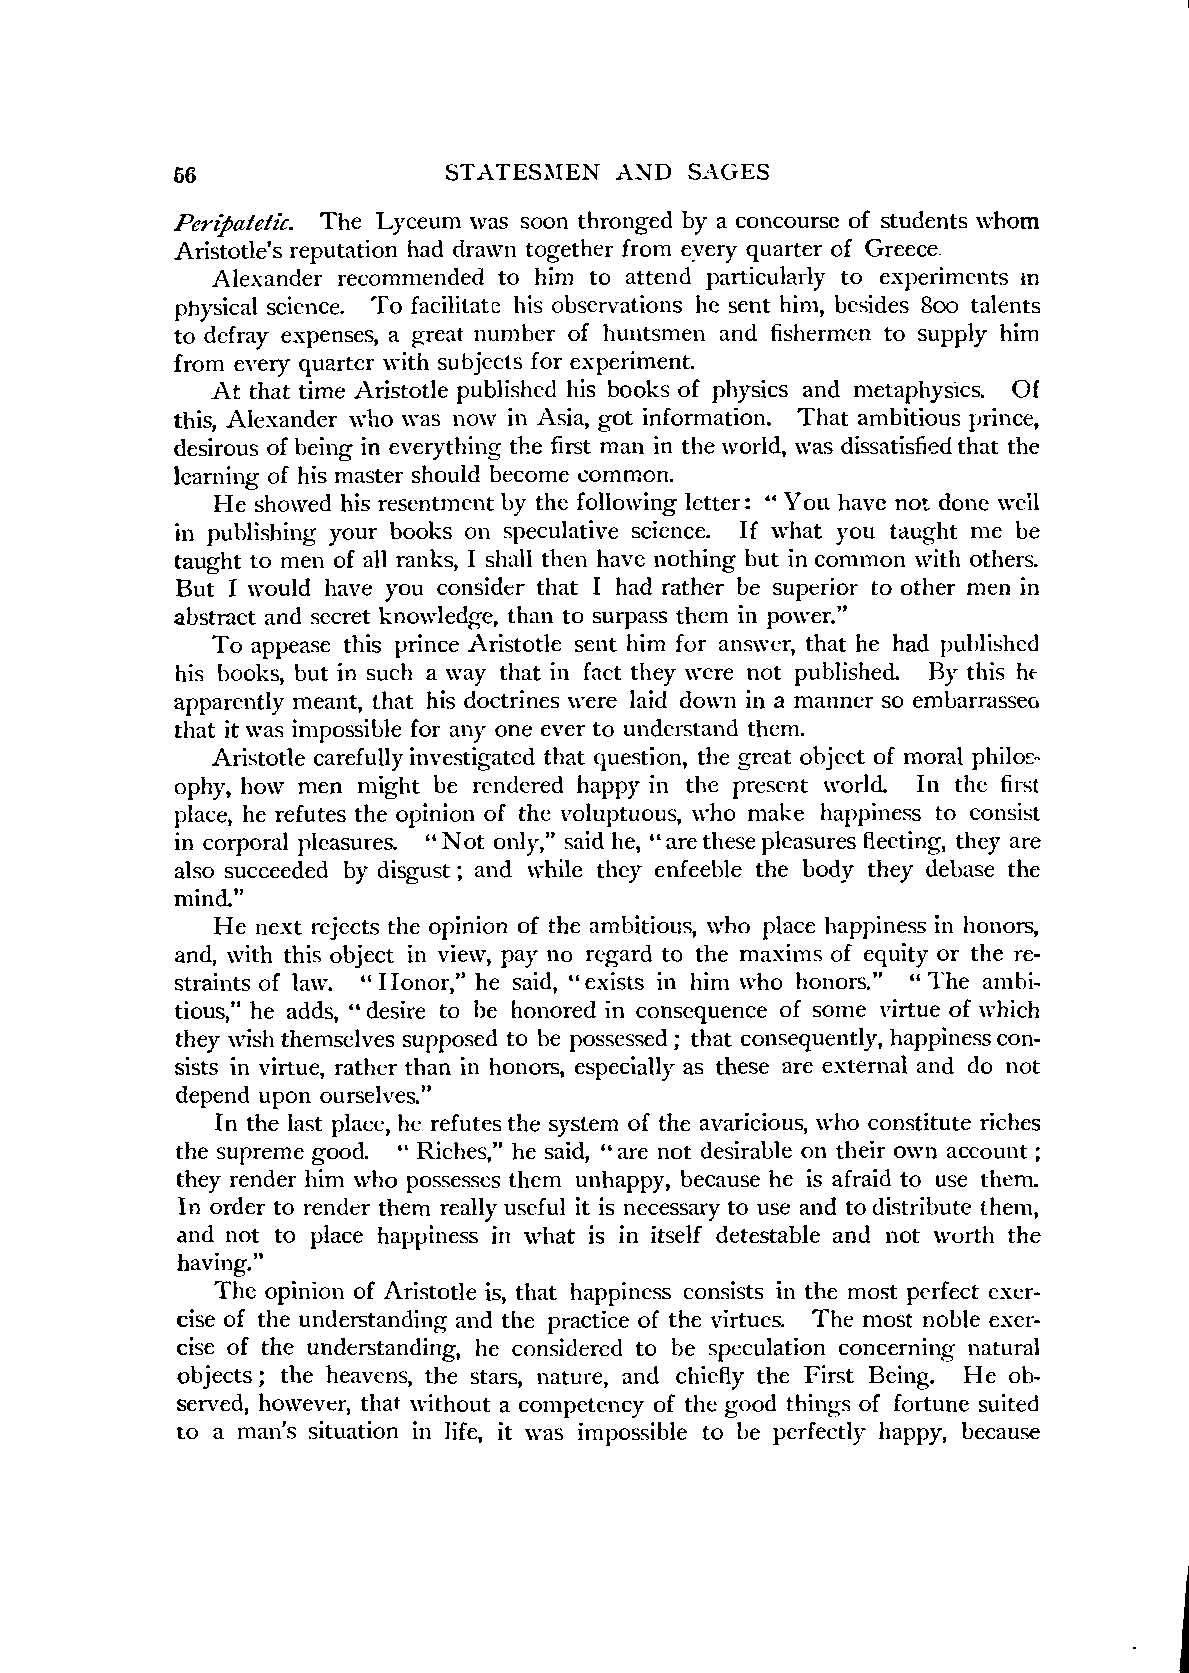 56 STATESMEN AND SAGES
Peripatetic. The Lyceum was soon thronged by a concourse of students whom
Aristotle's reputation had drawn together from every quarter of Greece.
Alexander recommended to him to attend particularly to experiments in
physical science. To facilitate his observations he sent him, besides 800 talents
to defray expenses, a great number of huntsmen and fishermen to supply him
from every quarter with subjects for experiment.
At that time Aristotle published his books of physics and metaphysics. Of
this, Alexander who was now in Asia, got information. That ambitious prince,
desirous of being in everything the first man in the world, was dissatisfied that the
learning of his master should become common.
He showed his resentment by the following letter: "You have not done well
in publishing your books on speculative science. If what you taught me be
taught to men of all ranks, I shall then have nothing but in common with others.
But I would have you consider that I had rather be superior to other men in
abstract and secret knowledge, than to surpass them in power."
To appease this prince Aristotle sent him for answer, that he had published
his books, but in such a way that in fact they were not published. By this he
apparently meant, that his doctrines were laid down in a manner so embarrassed
that it was impossible for any one ever to understand them.
Aristotle carefully investigated that question, the great object of moral philos-
ophy, how men might be rendered happy in the present world. In the first
place, he refutes the opinion of the voluptuous, who make happiness to consist
in corporal pleasures. "Not only," said he, "are these pleasures fleeting, they are
also succeeded by disgust; and while they enfeeble the body they debase the
mind."
He next rejects the opinion of the ambitious, who place happiness in honors,
and, with this object in view, pay no regard to the maxims of equity or the re-
straints of law. "Honor," he said, "exists in him who honors." "The ambi-
tious," he adds, "desire to be honored in consequence of some virtue of which
they wish themselves supposed to be possessed; that consequently, happiness con-
sists in virtue, rather than in honors, especially as these are external and do not
depend upon ourselves."
In the last place, he refutes the system of the avaricious, who constitute riches
the supreme good. "Riches," he said, "are not desirable on their own account;
they render him who possesses them unhappy, because he is afraid to use them.
In order to render them really useful it is necessary to use and to distribute them,
and not to place happiness in what is in itself detestable and not worth the
having."
The opinion of Aristotle is, that happiness consists in the most perfect exer-
cise of the understanding and the practice of the virtues. The most noble exer-
cise of the understanding, he considered to be speculation concerning natural
objects; the heavens, the stars, nature, and chiefly the First Being. He ob-
served, however, that without a competency of the good things of fortune suited
to a man's situation in life, it was impossible to be perfectly happy, because